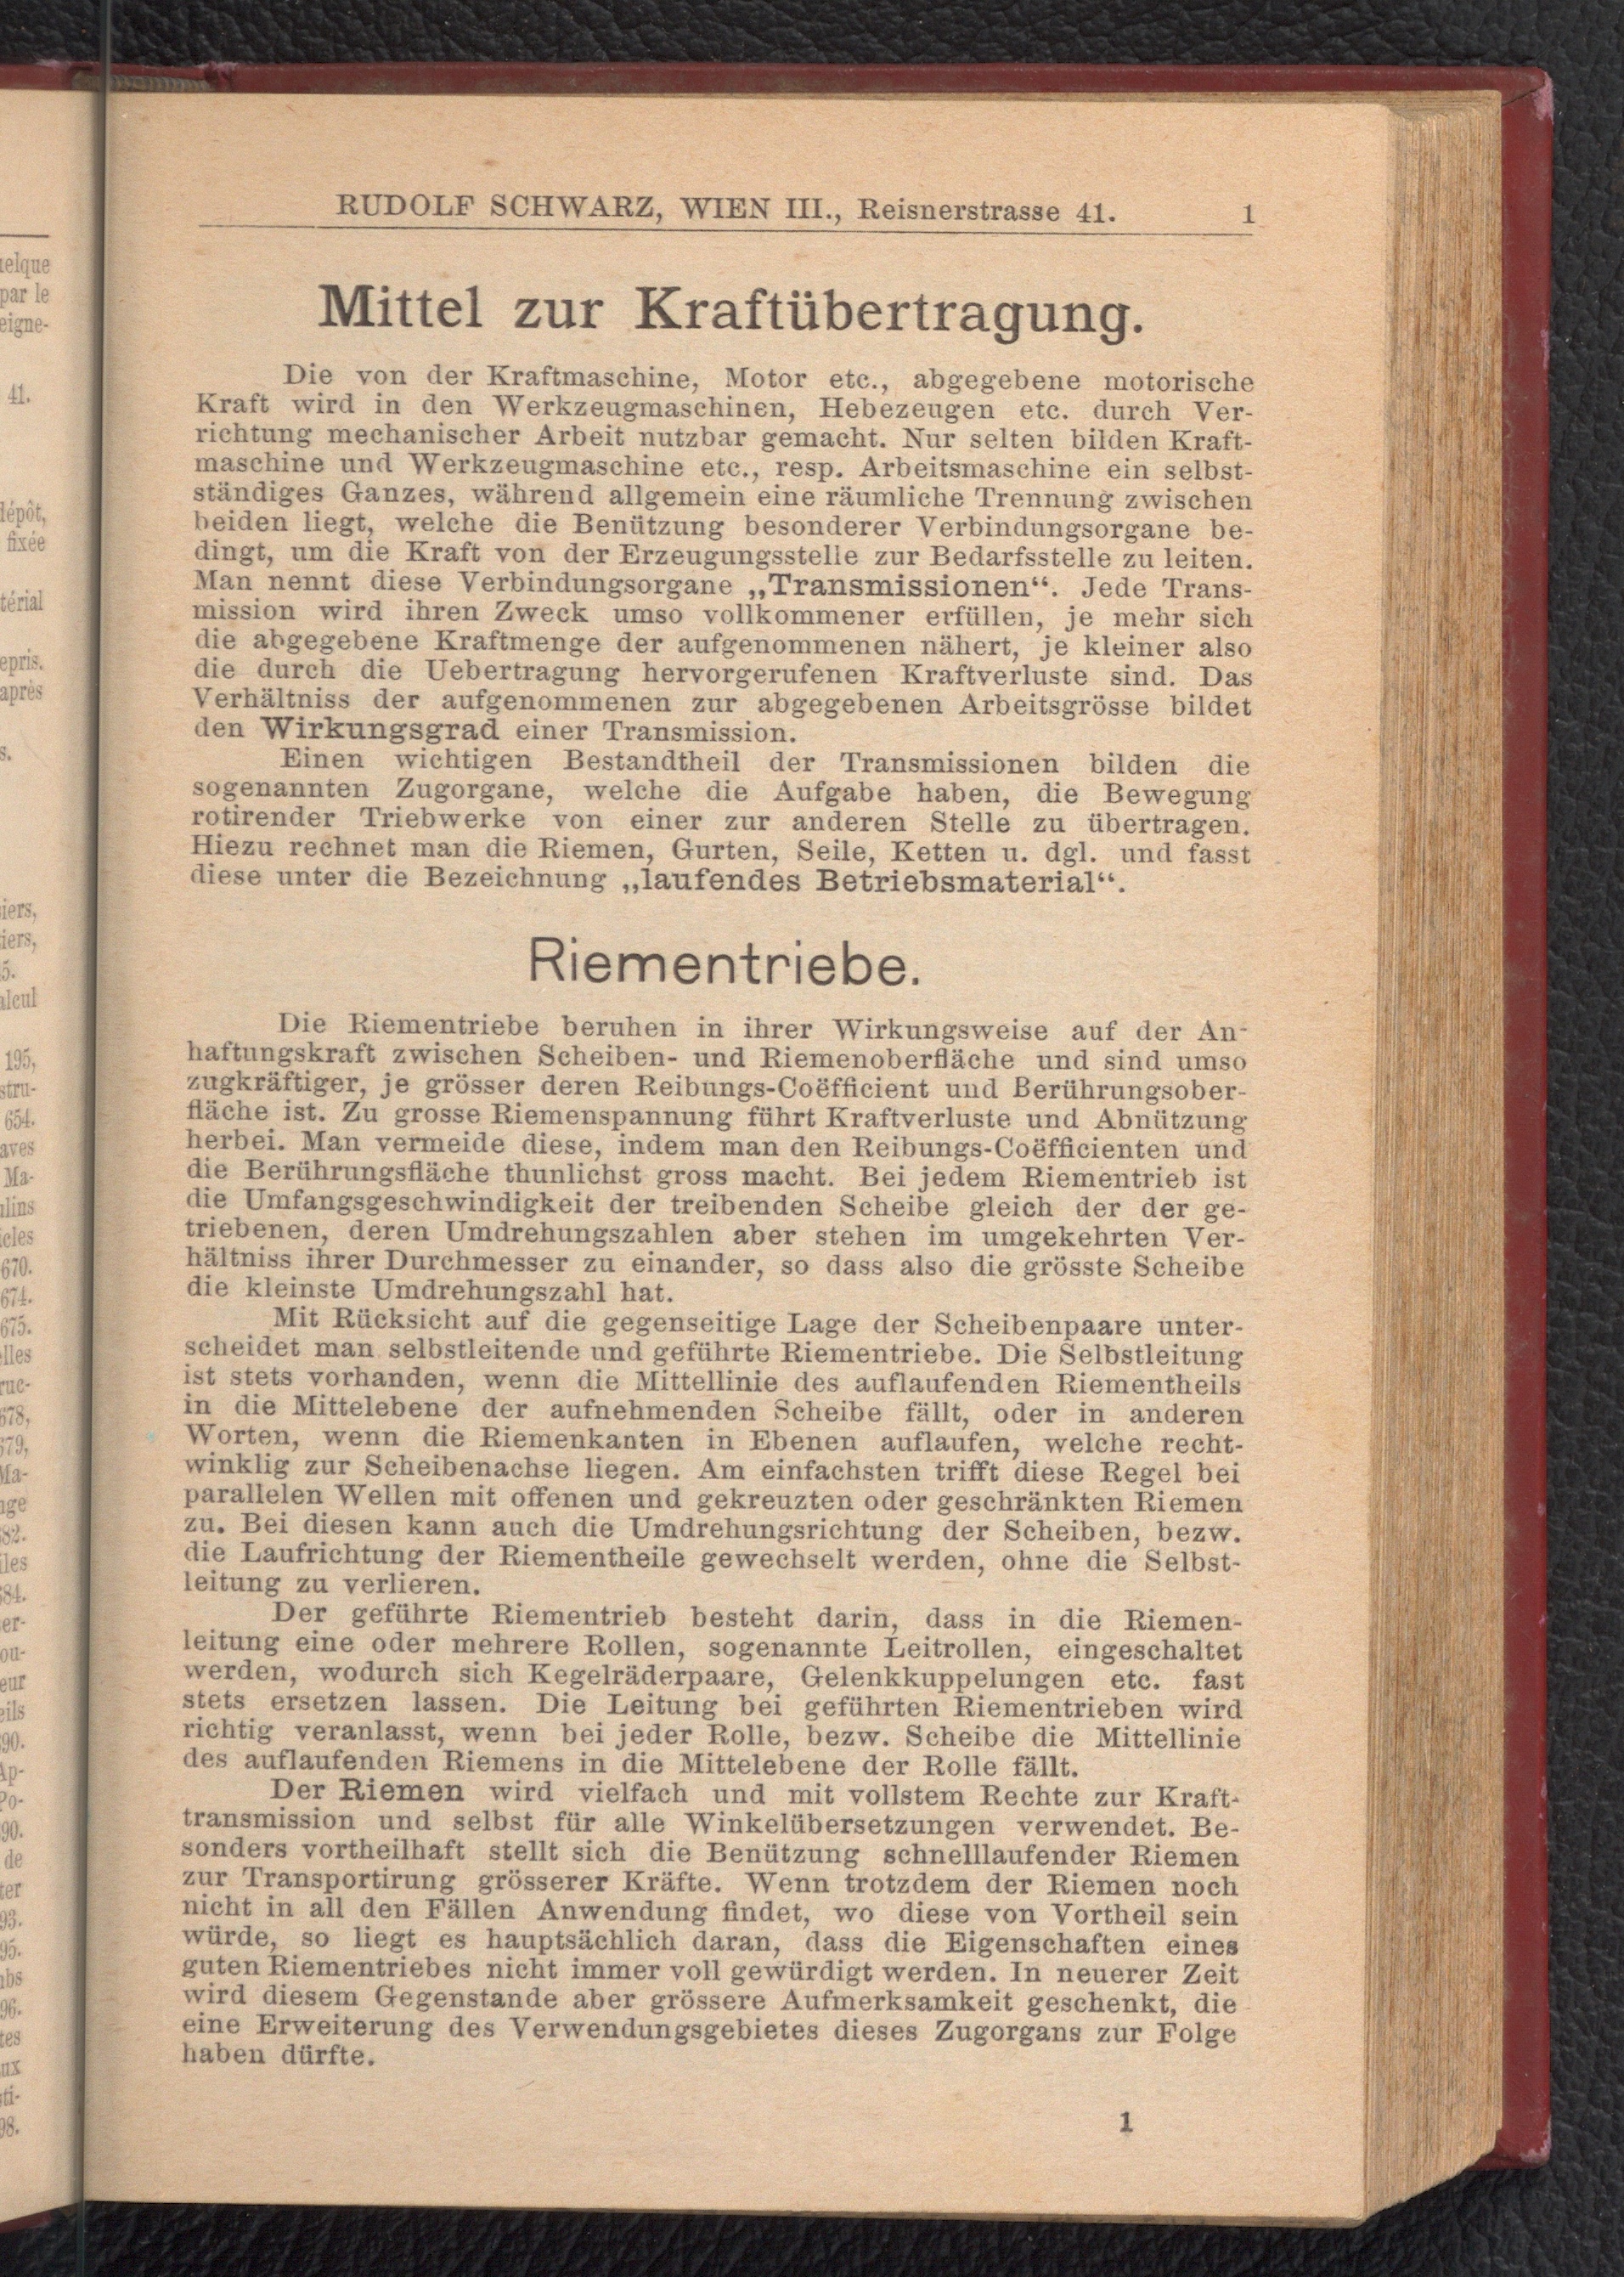 RUDOLF SCHWARZ, WIEN III., Reisnerstrasse 41. 1
Mittel zur Kraftübertragung.
Die von der Kraftmaschine, Motor etc., abgegebene motorische
Kraft wird in den Werkzeugmaschinen, Hebezeugen etc. durch Ver-
richtung mechanischer Arbeit nutzbar gemacht. Nur selten bilden Kraft-
maschine und Werkzeugmaschine etc., resp. Arbeitsmaschine ein selbst-
ständiges Ganzes, während allgemein eine räumliche Trennung zwischen
beiden liegt, welche die Benützung besonderer Verbindungsorgane be-
dingt, um die Kraft von der Erzeugungsstelle zur Bedarfsstelle zu leiten.
Man nennt diese Verbindungsorgane „Transmissionen“. Jede Trans-
mission wird ihren Zweck umso vollkommener erfüllen, je mehr sich
die abgegebene Kraftmenge der aufgenommenen nähert, je kleiner also
die durch die Uebertragung hervorgerufenen Kraftverluste sind. Das
Verhältniss der aufgenommenen zur abgegebenen Arbeitsgrösse bildet
den Wirkungsgrad einer Transmission.
Einen wichtigen Bestandtheil der Transmissionen bilden die
sogenannten Zugorgane, welche die Aufgabe haben, die Bewegung
rotirender Triebwerke von einer zur anderen Stelle zu übertragen.
Hiezu rechnet man die Riemen, Gurten, Seile, Ketten u. dgl. und fasst
diese unter die Bezeichnung „laufendes Betriebsmaterial“.
Riementriebe.
Die Riementriebe beruhen in ihrer Wirkungsweise auf der An-
haftungskraft zwischen Scheiben- und Riemenoberfläche und sind umso
zugkräftiger, je grösser deren Reibungs-Coëfficient und Berührungsober-
fläche ist. Zu grosse Riemenspannung führt Kraftverluste und Abnützung
herbei. Man vermeide diese, indem man den Reibungs-Coëfficienten und
die Berührungsfläche thunlichst gross macht. Bei jedem Riementrieb ist
die Umfangsgeschwindigkeit der treibenden Scheibe gleich der der ge-
triebenen, deren Umdrehungszahlen aber stehen im umgekehrten Ver-
hältniss ihrer Durchmesser zu einander, so dass also die grösste Scheibe
die kleinste Umdrehungszahl hat.
Mit Rücksicht auf die gegenseitige Lage der Scheibenpaare unter-
scheidet man selbstleitende und geführte Riementriebe. Die Selbstleitung
ist stets vorhanden, wenn die Mittellinie des auflaufenden Riementheils
in die Mittelebene der aufnehmenden Scheibe fällt, oder in anderen
Worten, wenn die Riemenkanten in Ebenen auflaufen, welche recht-
winklig zur Scheibenachse liegen. Am einfachsten trifft diese Regel bei
parallelen Wellen mit offenen und gekreuzten oder geschränkten Riemen
zu. Bei diesen kann auch die Umdrehungsrichtung der Scheiben, bezw.
die Laufrichtung der Riementheile gewechselt werden, ohne die Selbst-
leitung zu verlieren.
Der geführte Riementrieb besteht darin, dass in die Riemen-
leitung eine oder mehrere Rollen, sogenannte Leitrollen, eingeschaltet
werden, wodurch sich Kegelräderpaare, Gelenkkuppelungen etc. fast
stets ersetzen lassen. Die Leitung bei geführten Riementrieben wird
richtig veranlasst, wenn bei jeder Rolle, bezw. Scheibe die Mittellinie
des auflaufenden Riemens in die Mittelebene der Rolle fällt.
Der Riemen wird vielfach und mit vollstem Rechte zur Kraft-
transmission und selbst für alle Winkelübersetzungen verwendet. Be-
sonders vortheilhaft stellt sich die Benützung schnelllaufender Riemen
zur Transportirung grösserer Kräfte. Wenn trotzdem der Riemen noch
nicht in all den Fällen Anwendung findet, wo diese von Vortheil sein
würde, so liegt es hauptsächlich daran, dass die Eigenschaften eines
guten Riementriebes nicht immer voll gewürdigt werden. In neuerer Zeit
wird diesem Gegenstande aber grössere Aufmerksamkeit geschenkt, die
eine Erweiterung des Verwendungsgebietes dieses Zugorgans zur Folge
haben dürfte.
1